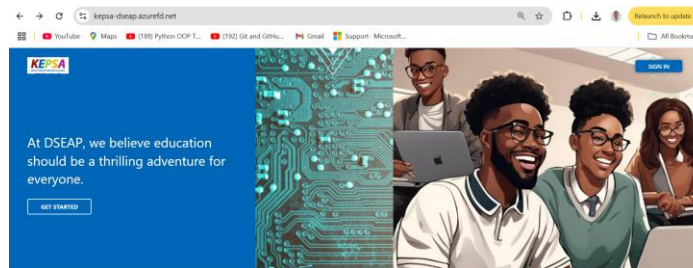 kepsa-dseap.azurefd.net
Relaunch to update
YouTube Maps (189) Python OOP T... (192) Git and GitHu... Gmail Support - Microsoft... All Bookma
KEPSA
SIGN IN
At DSEAP, we believe education
should be a thrilling adventure for
everyone.
GET STARTED